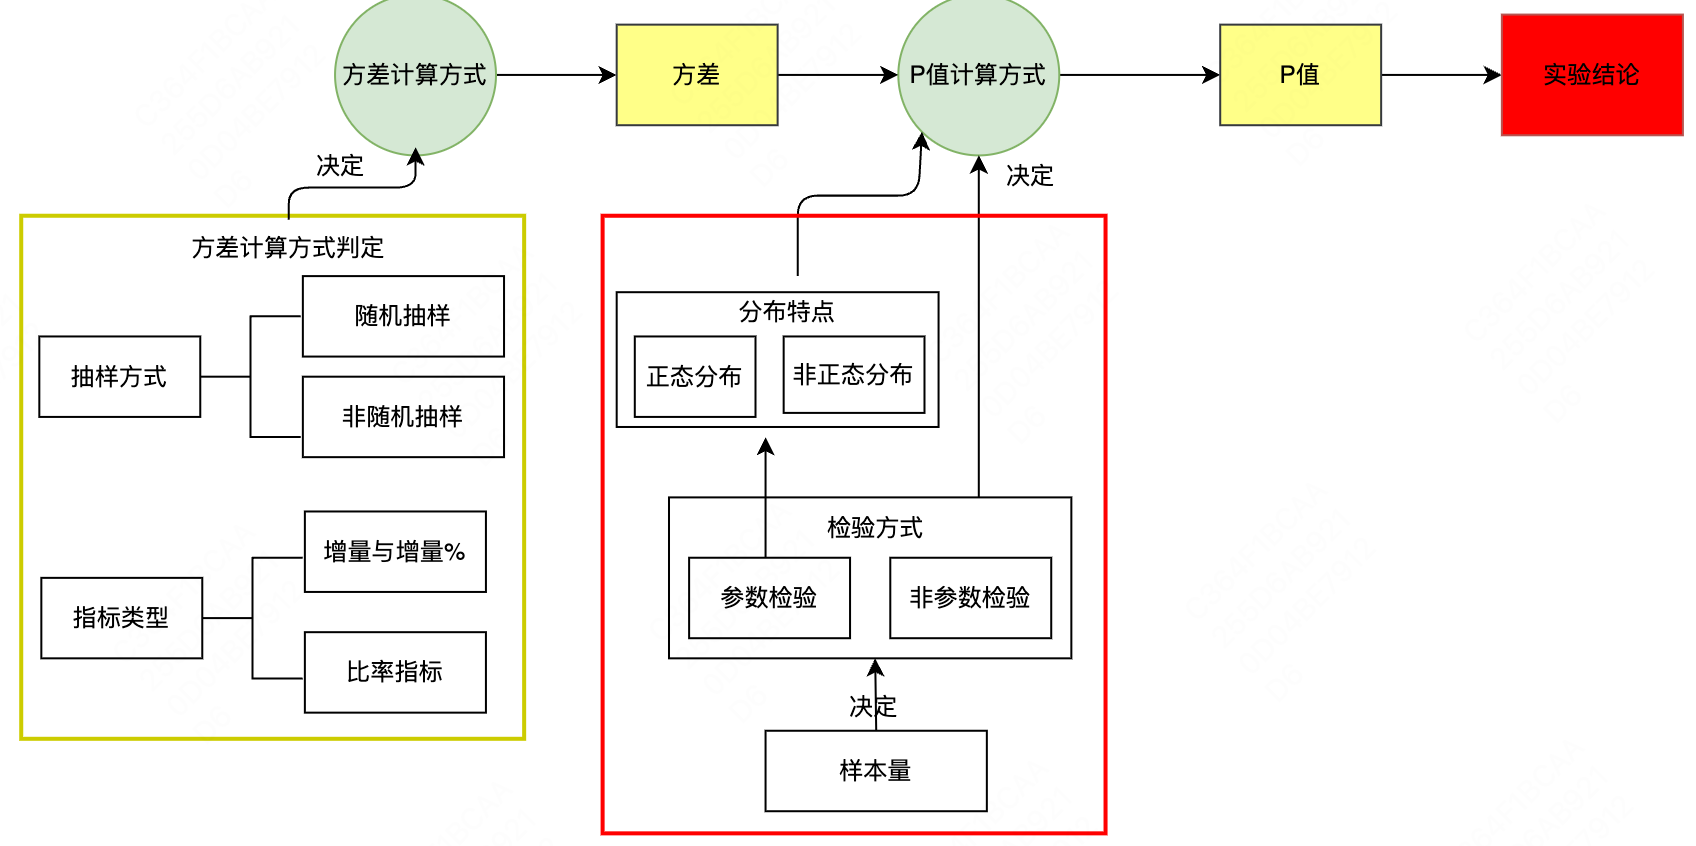 方差计算方式
方差
P值计算方式
P值
实验结论
决定
决定
方差计算方式判定
抽样方式
随机抽样
非随机抽样
指标类型
增量与增量%
比率指标
分布特点
正态分布
非正态分布
检验方式
参数检验
非参数检验
决定
样本量